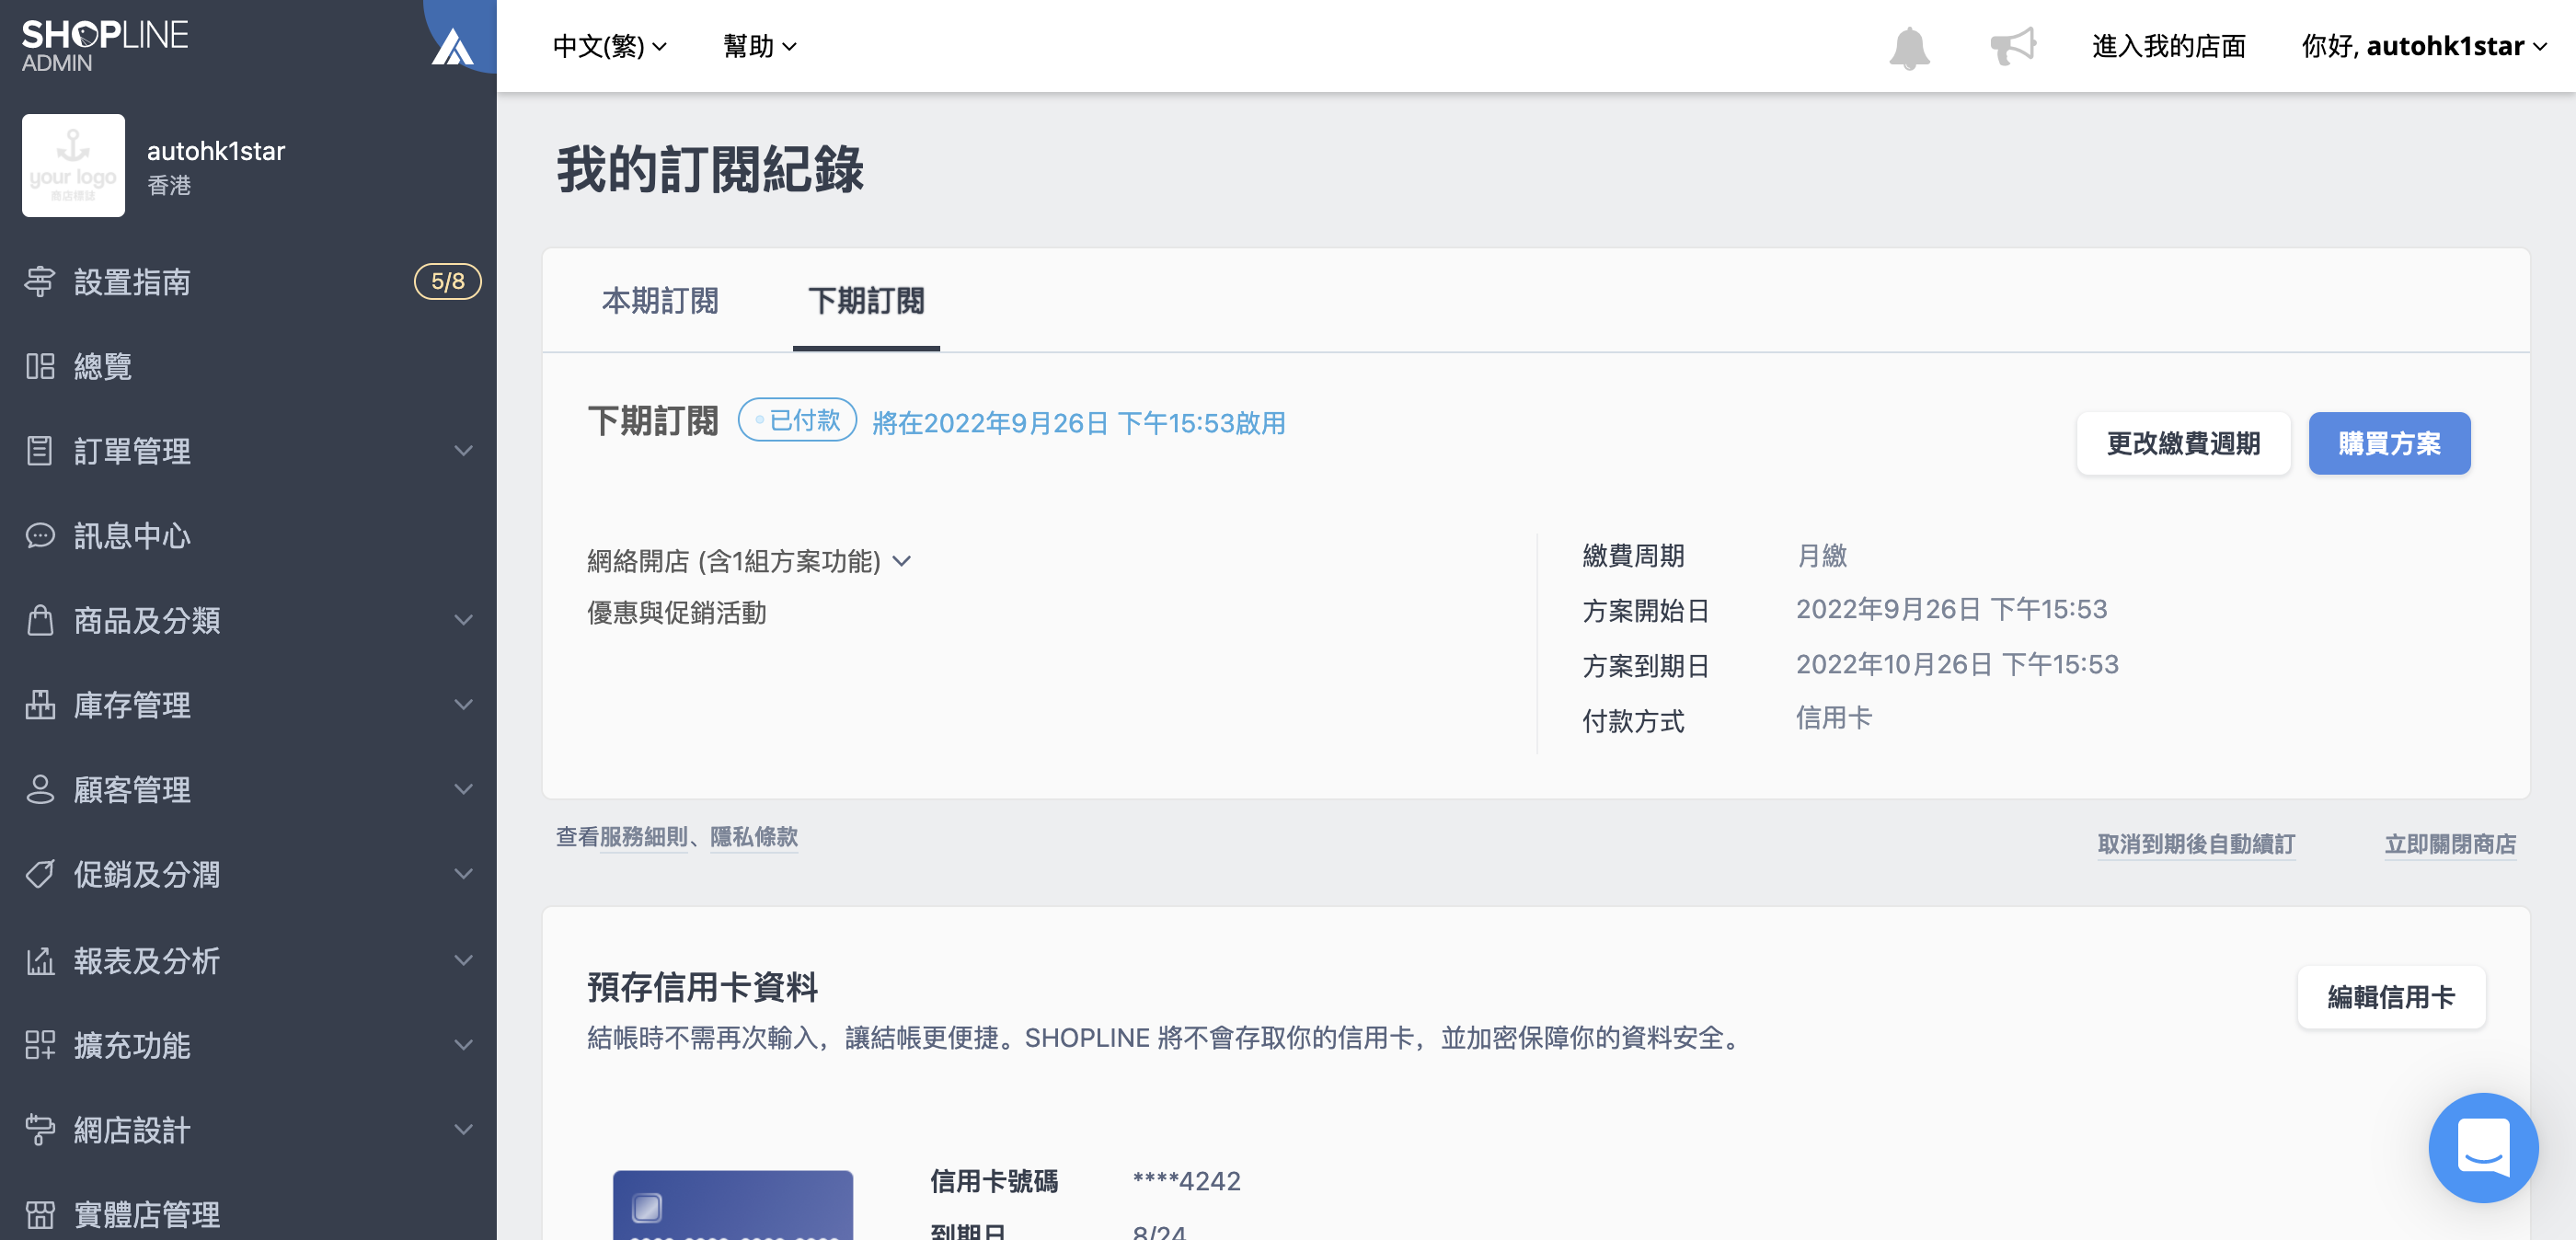 SHOPLINE
ADMIN
中文(繁)
幫助
進入我的店面
你好, autohk1star
your logo
商店標誌
autohk1star
香港
設置指南
5/8
總覽
訂單管理
訊息中心
商品及分類
庫存管理
顧客管理
促銷及分潤
報表及分析
擴充功能
網店設計
實體店管理
我的訂閱紀錄
本期訂閱
下期訂閱
下期訂閱
已付款
將在2022年9月26日 下午15:53啟用
更改繳費週期
購買方案
網絡開店 (含1組方案功能)
優惠與促銷活動
繳費周期
月繳
方案開始日
2022年9月26日 下午15:53
方案到期日
2022年10月26日 下午15:53
付款方式
信用卡
查看服務細則、隱私條款
取消到期後自動續訂
立即關閉商店
預存信用卡資料
編輯信用卡
結帳時不需再次輸入，讓結帳更便捷。SHOPLINE 將不會存取你的信用卡，並加密保障你的資料安全。
信用卡號碼
****4242
到期日
8/24